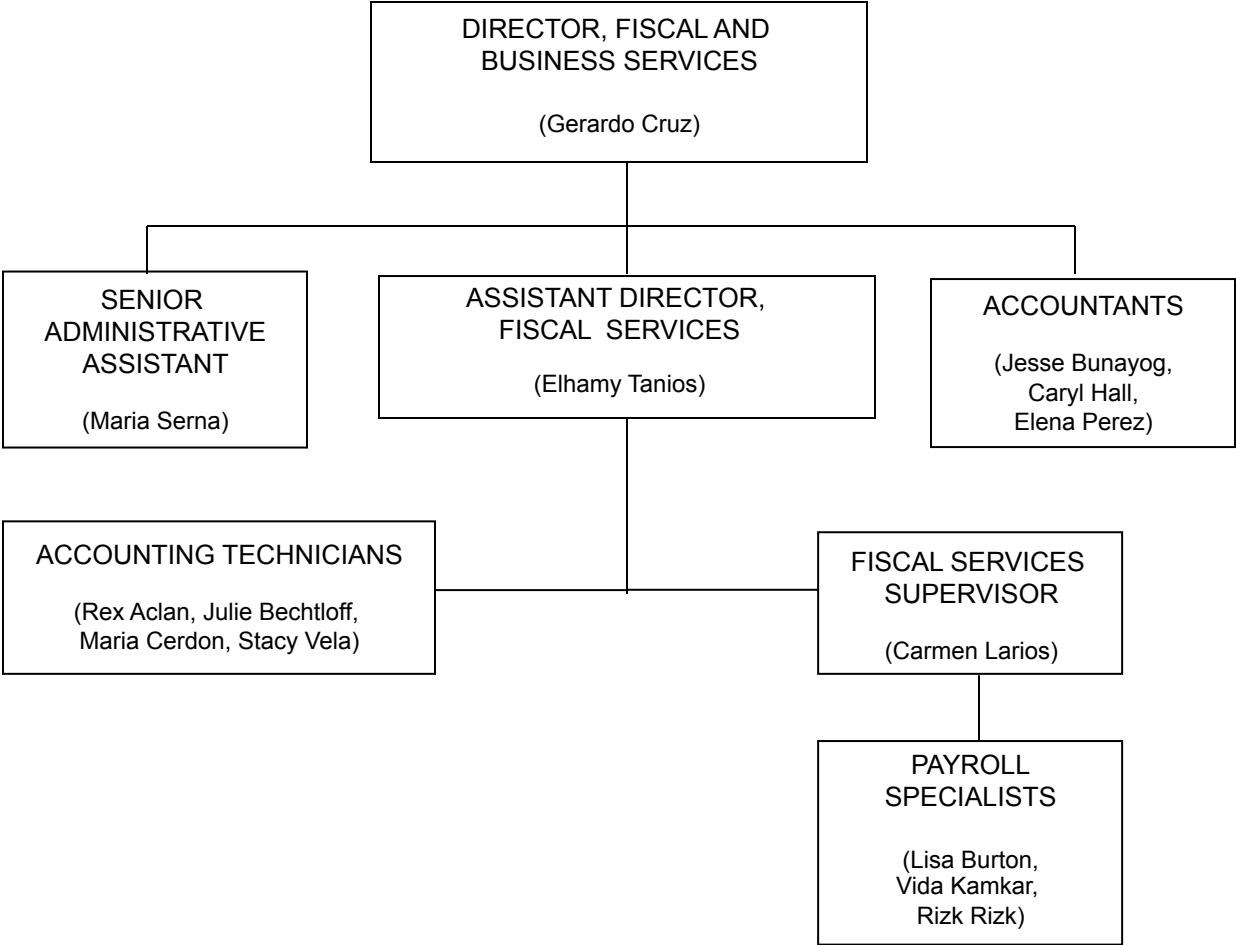 DIRECTOR, FISCAL AND
BUSINESS SERVICES
(Gerardo Cruz)
SENIOR
ADMINISTRATIVE
ASSISTANT
(Maria Serna)
ASSISTANT DIRECTOR,
FISCAL SERVICES
(Elhamy Tanios)
ACCOUNTANTS
(Jesse Bunayog,
Caryl Hall,
Elena Perez)
ACCOUNTING TECHNICIANS
(Rex Aclan, Julie Bechtloff,
Maria Cerdon, Stacy Vela)
FISCAL SERVICES
SUPERVISOR
(Carmen Larios)
PAYROLL
SPECIALISTS
(Lisa Burton,
Vida Kamkar,
Rizk Rizk)